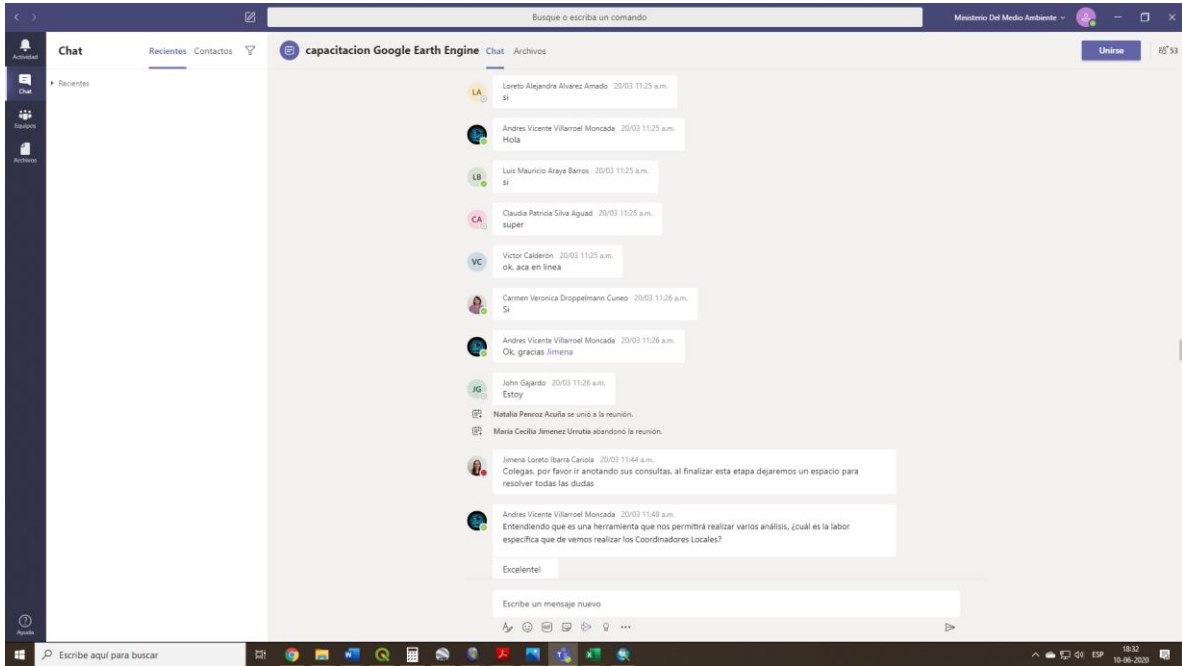 Busque o escriba un comando
Ministerio Del Medio Ambiente
Actividad
Chat
Equipos
Archivos
Ayuda
Chat
Recientes Contactos
Recientes
capacitacion Google Earth Engine Chat Archivos
Unirse
53
LA
Loreto Alejandra Alvarez Amado 20/03 11:25 a.m.
si
Andres Vicente Villarroel Moncada 20/03 11:25 a.m.
Hola
LB
Luis Mauricio Araya Barros 20/03 11:25 a.m.
si
CA
Claudia Patricia Silva Aguad 20/03 11:25 a.m.
super
VC
Victor Calderón 20/03 11:25 a.m.
ok, aca en linea
Carmen Veronica Droppelmann Cuneo 20/03 11:26 a.m.
Si
Andres Vicente Villarroel Moncada 20/03 11:26 a.m.
Ok, gracias Jimena
JG
John Gajardo 20/03 11:26 a.m.
Estoy
Natalia Penroz Acuña se unió a la reunión.
Maria Cecilia Jimenez Urrutia abandonó la reunión.
Jimena Loreto Ibarra Cariola 20/03 11:44 a.m.
Colegas, por favor ir anotando sus consultas, al finalizar esta etapa dejaremos un espacio para
resolver todas las dudas
Andres Vicente Villarroel Moncada 20/03 11:48 a.m.
Entendiendo que es una herramienta que nos permitirá realizar varios análisis, ¿cuál es la labor
específica que de vemos realizar los Coordinadores Locales?
Excelente!
Escribe un mensaje nuevo
GIF
Escribe aquí para buscar
ESP
18:32
10-06-2020